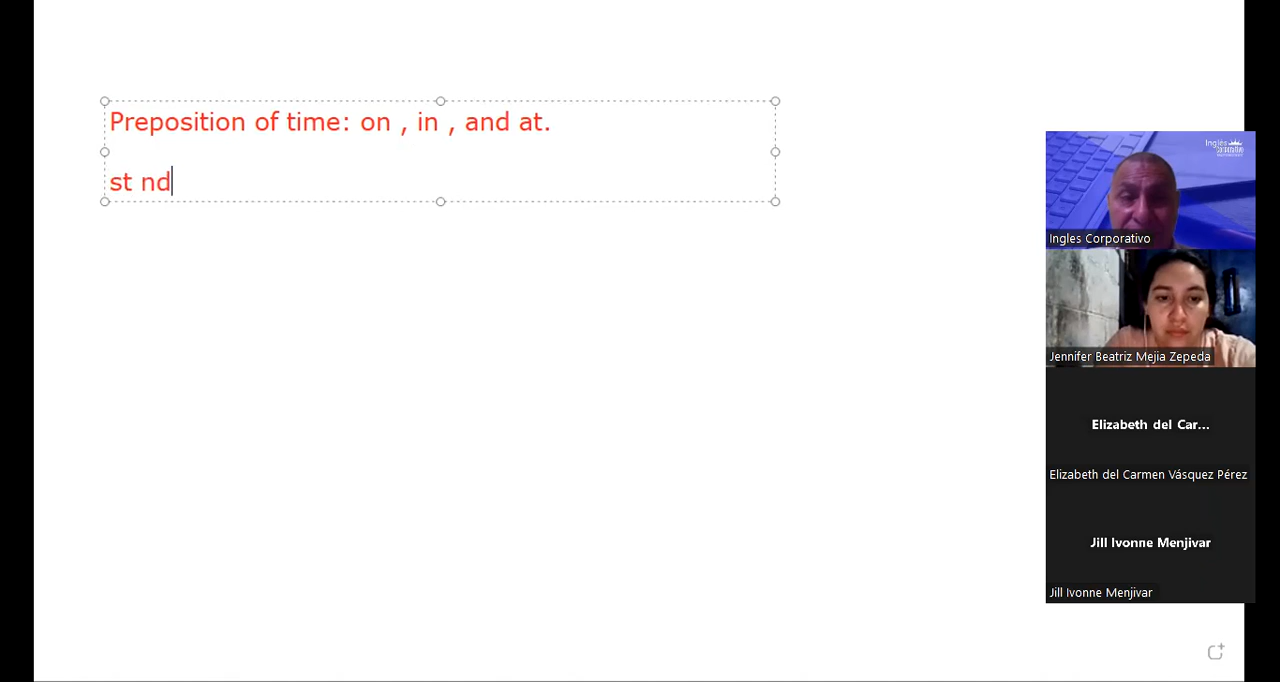 Preposition of time: on , in , and at.
st nd
Ingles
Ingles Corporativo
Jennifer Beatriz Mejia Zepeda
Elizabeth del Car...
Elizabeth del Carmen Vásquez Pérez
Jill Ivonne Menjivar
Jill Ivonne Menjivar